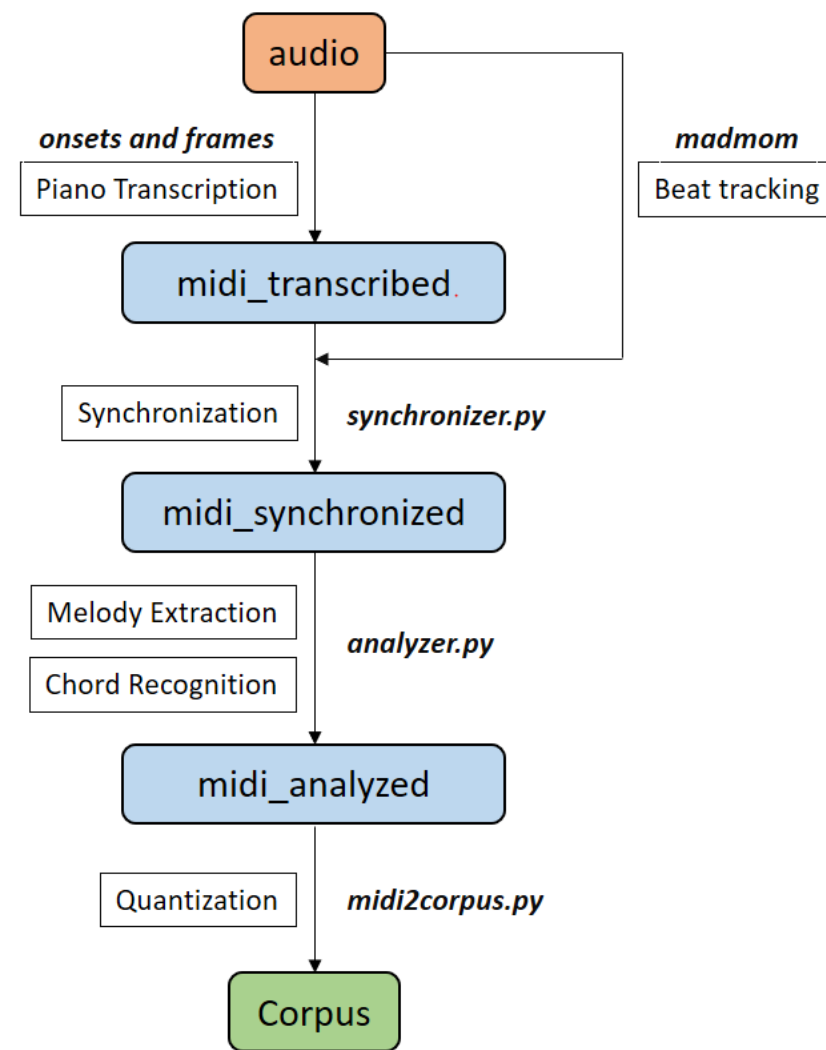 audio
onsets and frames
Piano Transcription
madmom
Beat tracking
midi_transcribed.
Synchronization
synchronizer.py
midi_synchronized
Melody Extraction
Chord Recognition
analyzer.py
midi_analyzed
Quantization
midi2corpus.py
Corpus